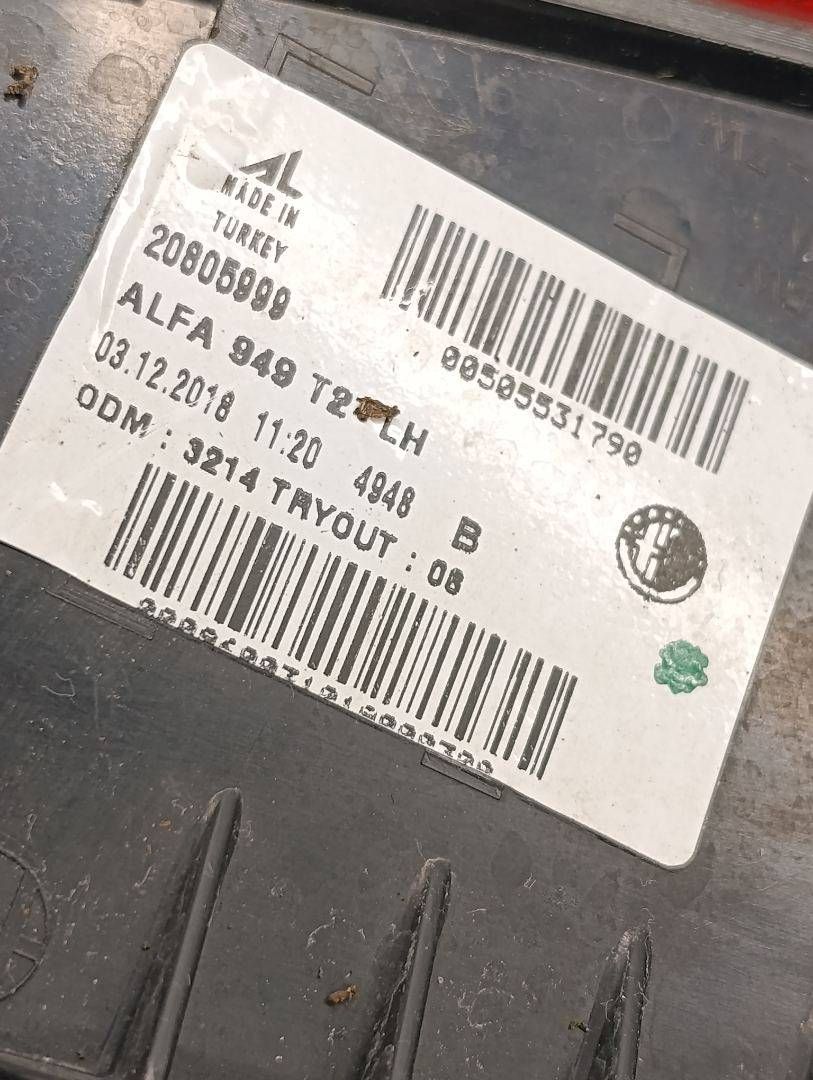 AL
MADE IN
TURKEY
20805999
ALFA 949 T2 LH
03.12.2018 11:20 4948 B
ODM : 3214 TRYOUT : 08
00505531790